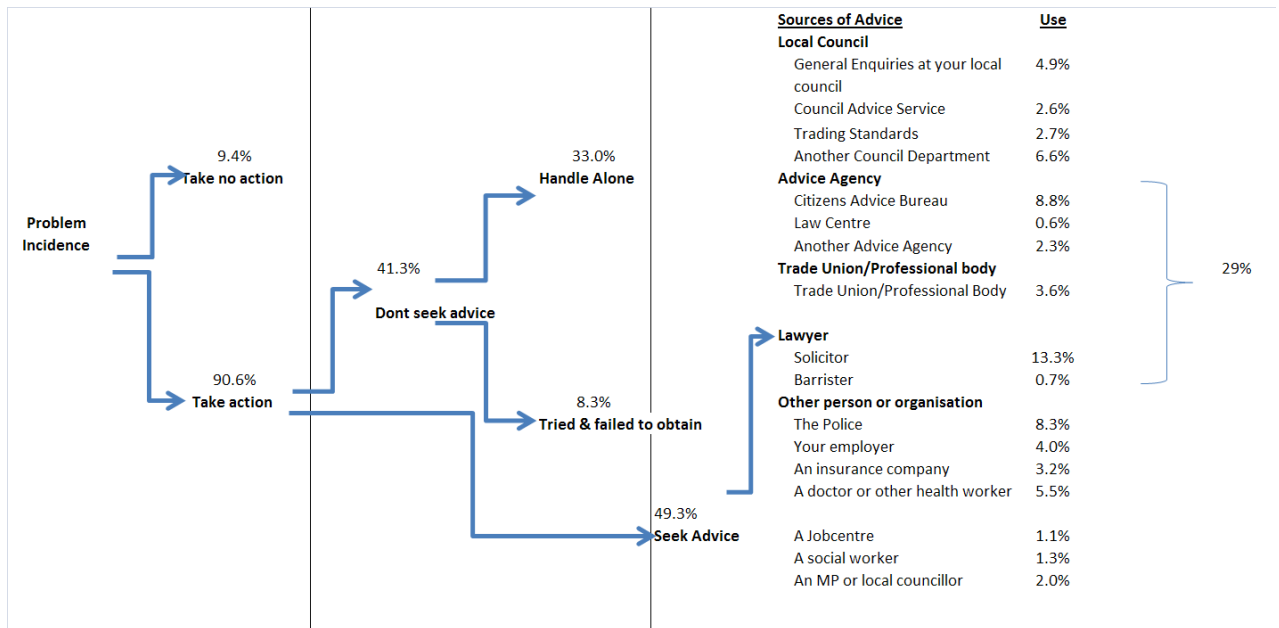 Problem
Incidence
9.4%
Take no action
90.6%
Take action
41.3%
Dont seek advice
33.0%
Handle Alone
8.3%
Tried & failed to obtain
49.3%
Seek Advice
Sources of Advice Use
Local Council
General Enquiries at your local 4.9%
council
Council Advice Service 2.6%
Trading Standards 2.7%
Another Council Department 6.6%
Advice Agency
Citizens Advice Bureau 8.8%
Law Centre 0.6%
Another Advice Agency 2.3%
Trade Union/Professional body
Trade Union/Professional Body 3.6%
Lawyer
Solicitor 13.3%
Barrister 0.7%
Other person or organisation
The Police 8.3%
Your employer 4.0%
An insurance company 3.2%
A doctor or other health worker 5.5%
A Jobcentre 1.1%
A social worker 1.3%
An MP or local councillor 2.0%
29%